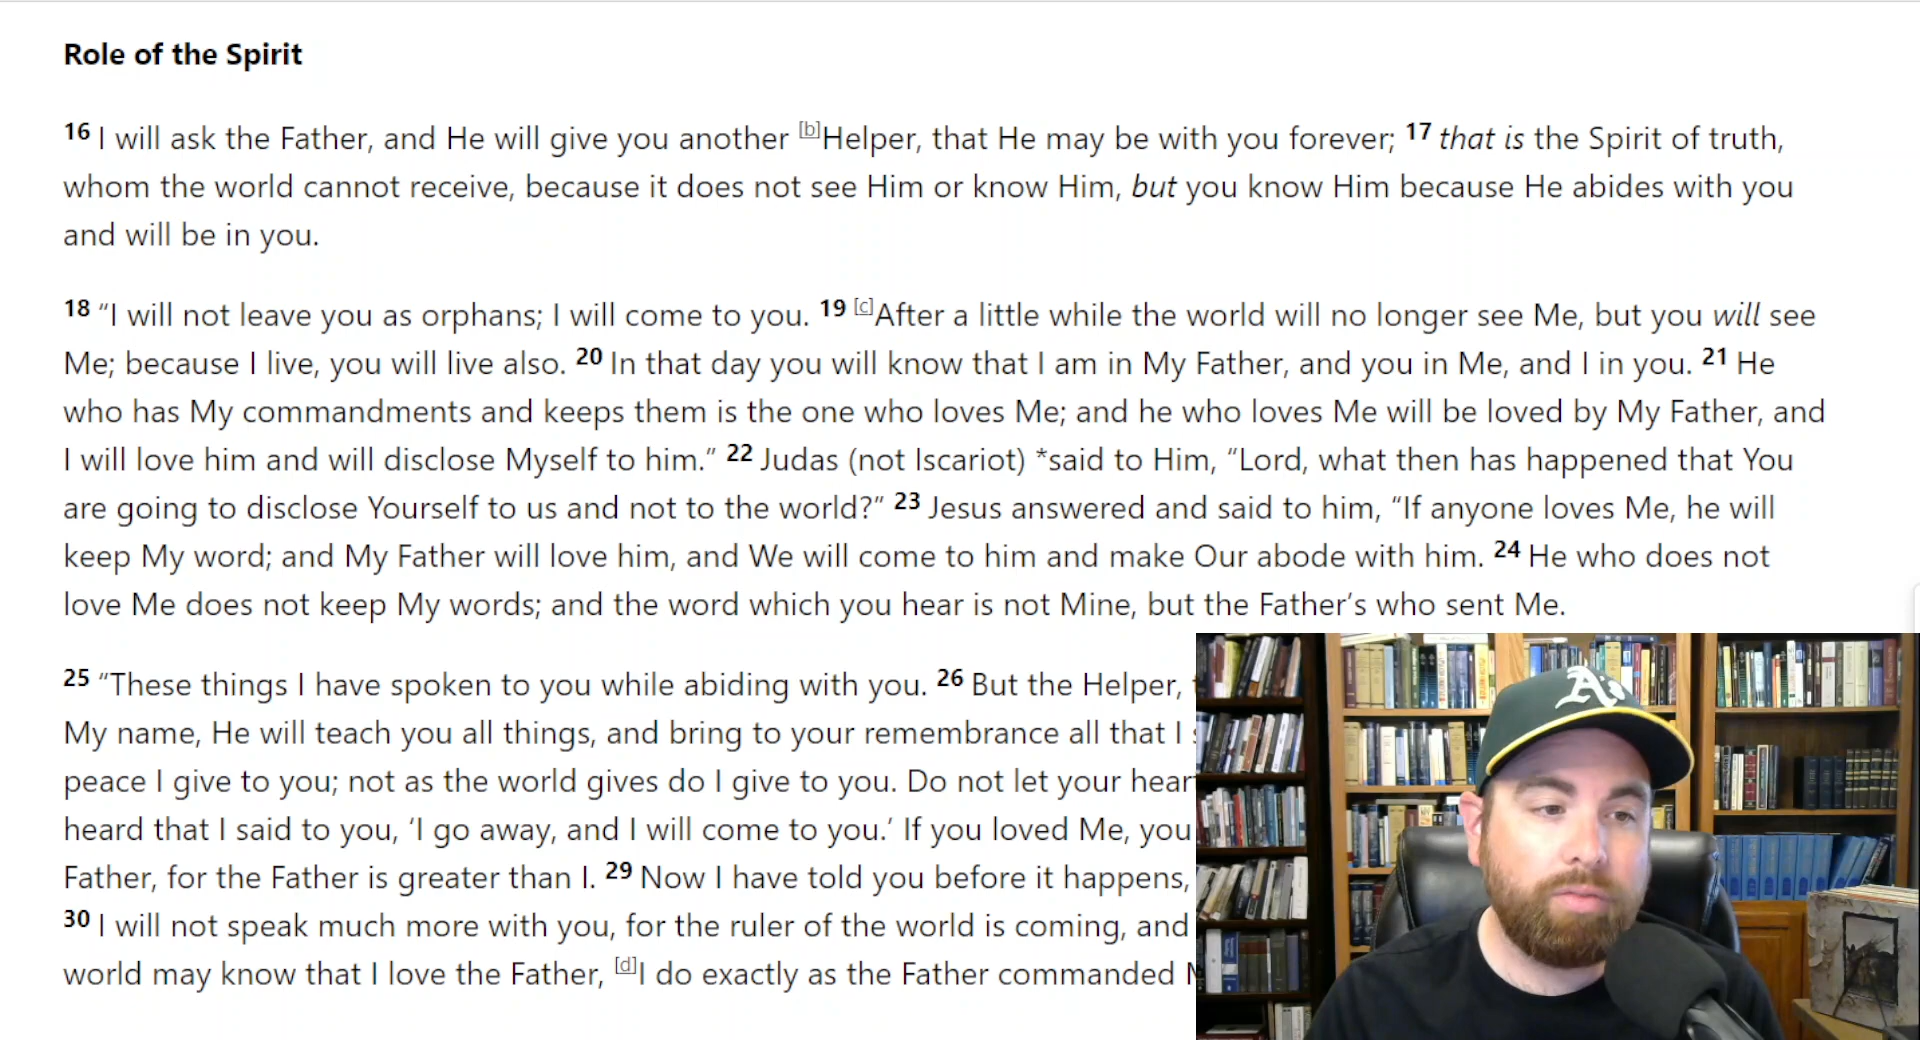 Role of the Spirit
16 I will ask the Father, and He will give you another [b]Helper, that He may be with you forever; 17 that is the Spirit of truth,
whom the world cannot receive, because it does not see Him or know Him, but you know Him because He abides with you
and will be in you.
18 “I will not leave you as orphans; I will come to you. 19 [c]After a little while the world will no longer see Me, but you will see
Me; because I live, you will live also. 20 In that day you will know that I am in My Father, and you in Me, and I in you. 21 He
who has My commandments and keeps them is the one who loves Me; and he who loves Me will be loved by My Father, and
I will love him and will disclose Myself to him.” 22 Judas (not Iscariot) *said to Him, “Lord, what then has happened that You
are going to disclose Yourself to us and not to the world?” 23 Jesus answered and said to him, “If anyone loves Me, he will
keep My word; and My Father will love him, and We will come to him and make Our abode with him. 24 He who does not
love Me does not keep My words; and the word which you hear is not Mine, but the Father’s who sent Me.
25 “These things I have spoken to you while abiding with you. 26 But the Helper,
My name, He will teach you all things, and bring to your remembrance all that I
peace I give to you; not as the world gives do I give to you. Do not let your hear
heard that I said to you, ‘I go away, and I will come to you.’ If you loved Me, you
Father, for the Father is greater than I. 29 Now I have told you before it happens,
30 I will not speak much more with you, for the ruler of the world is coming, and
world may know that I love the Father, [d]I do exactly as the Father commanded
A's